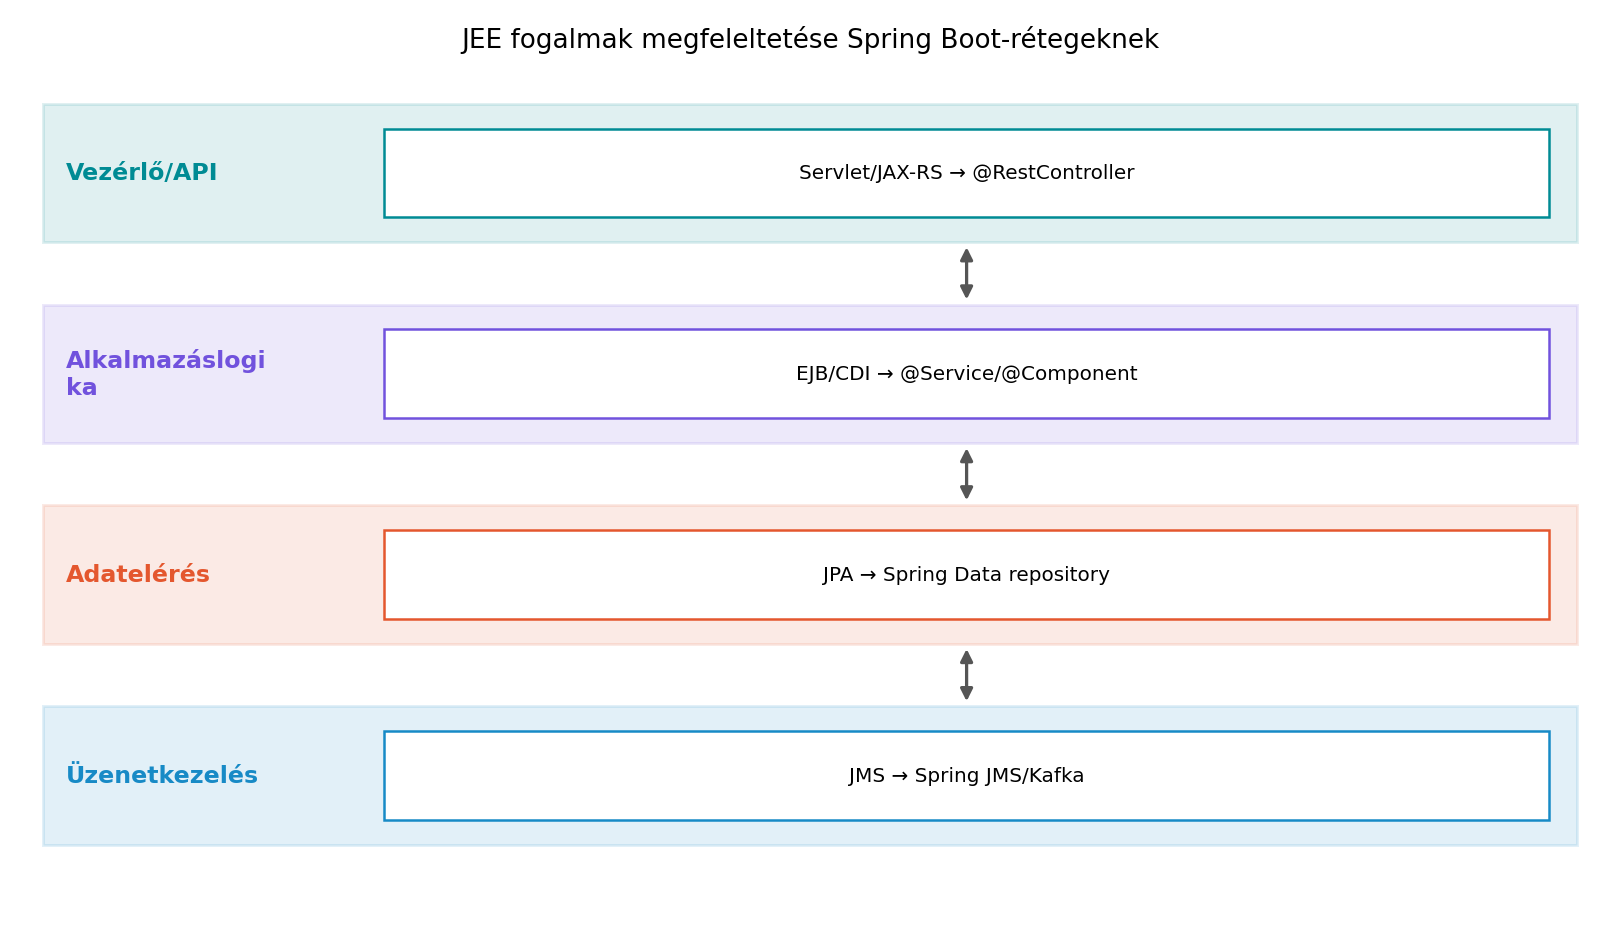 JEE fogalmak megfeleltetése Spring Boot-rétegeknek
Vezérlő/API
Servlet/JAX-RS → @RestController
Alkalmazáslogi
ka
EJB/CDI → @Service/@Component
Adatelérés
JPA → Spring Data repository
Üzenetkezelés
JMS → Spring JMS/Kafka